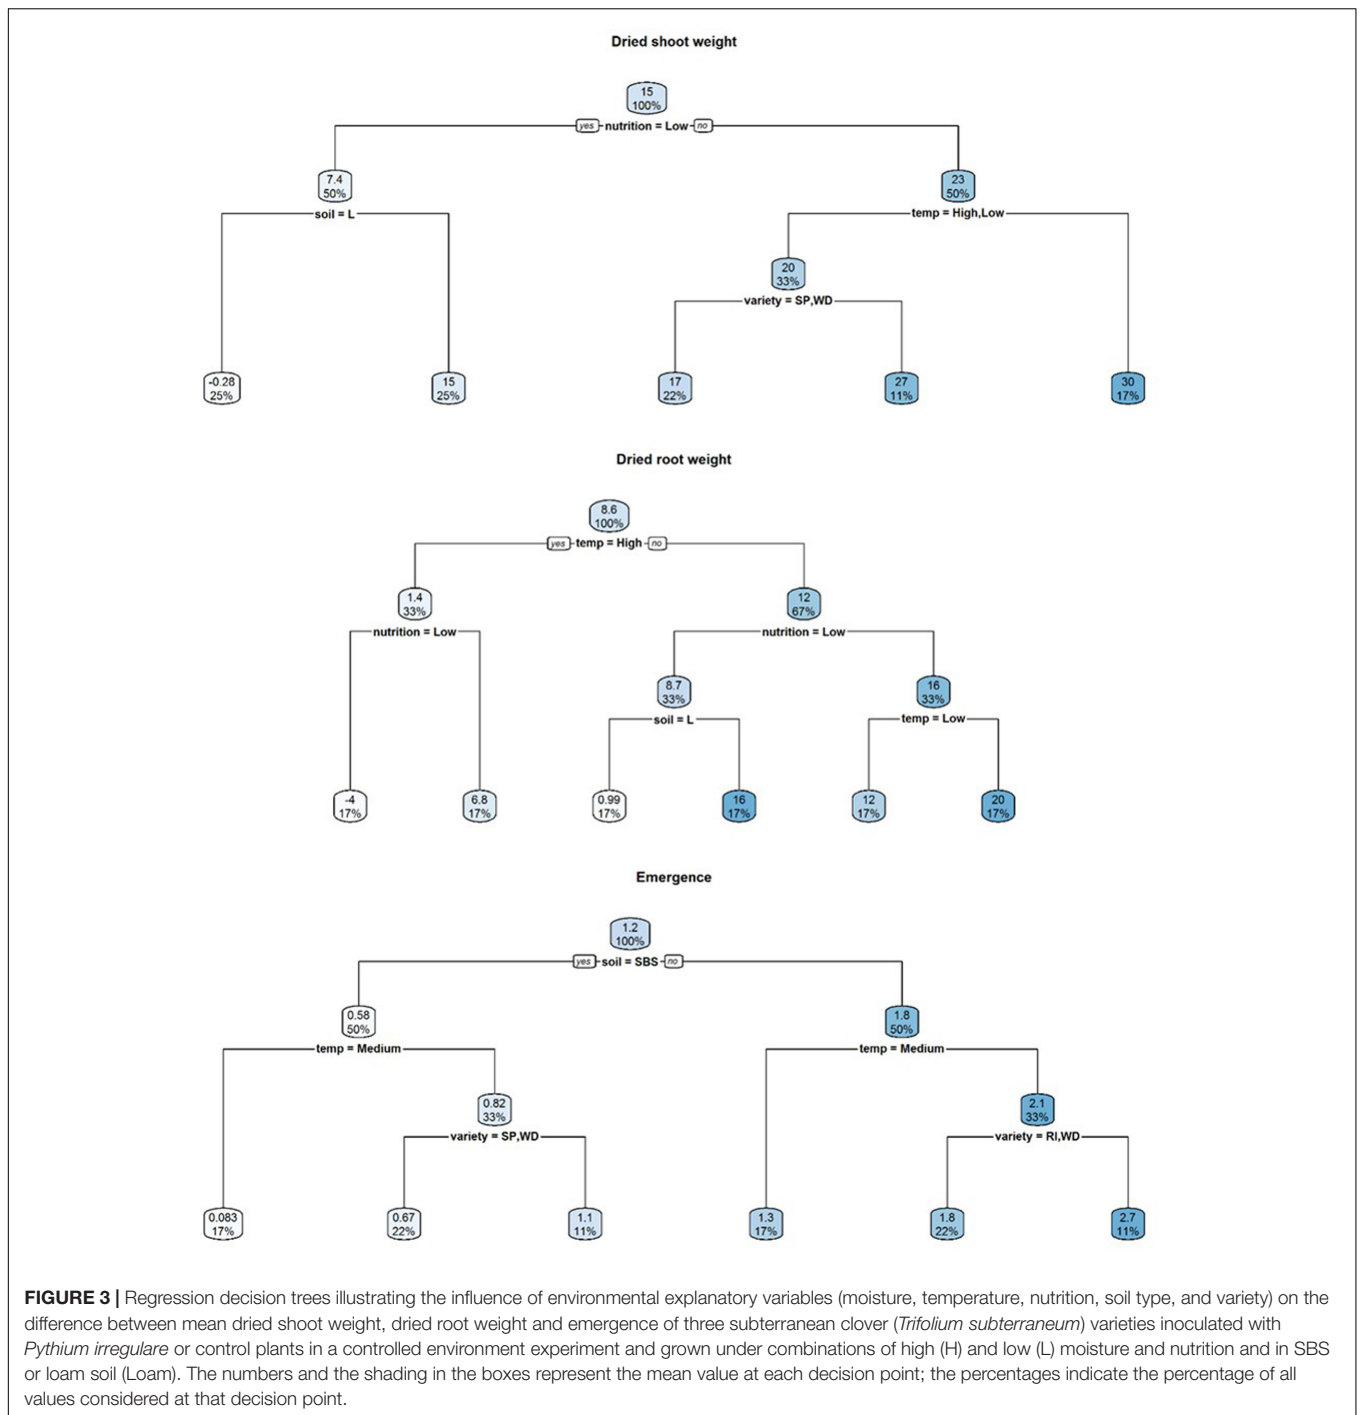 Dried shoot weight
15
100%
yes nutrition = Low no
7.4
50%
23
50%
soil = L
temp = High,Low
20
33%
variety = SP,WD
-0.28
25%
15
25%
17
22%
27
11%
30
17%
Dried root weight
8.6
100%
yes temp = High no
1.4
33%
12
67%
nutrition = Low
nutrition = Low
8.7
33%
16
33%
soil = L
temp = Low
-4
17%
6.8
17%
0.99
17%
16
17%
12
17%
20
17%
Emergence
1.2
100%
yes soil = SBS no
0.58
50%
1.8
50%
temp = Medium
temp = Medium
0.82
33%
2.1
33%
variety = SP,WD
variety = RI,WD
0.083
17%
0.67
22%
1.1
11%
1.3
17%
1.8
22%
2.7
11%
FIGURE 3 | Regression decision trees illustrating the influence of environmental explanatory variables (moisture, temperature, nutrition, soil type, and variety) on the
difference between mean dried shoot weight, dried root weight and emergence of three subterranean clover (Trifolium subterraneum) varieties inoculated with
Pythium irregulare or control plants in a controlled environment experiment and grown under combinations of high (H) and low (L) moisture and nutrition and in SBS
or loam soil (Loam). The numbers and the shading in the boxes represent the mean value at each decision point; the percentages indicate the percentage of all
values considered at that decision point.